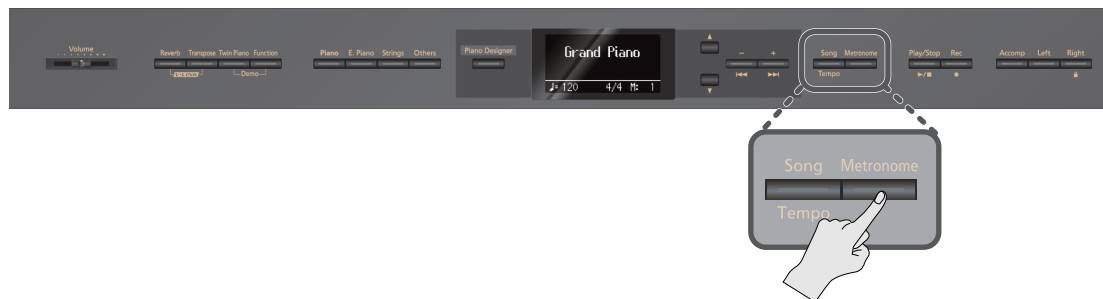 Volume
Reverb Transpose Twin Piano Function
V-LINK Demo
Piano E. Piano Strings Others
Piano Designer
Grand Piano
♩= 120 4/4 M: 1
▲
▼
− +
Song Metronome
Tempo
Play/Stop Rec
▶/■ ●
Accomp Left Right
Song Metronome
Tempo